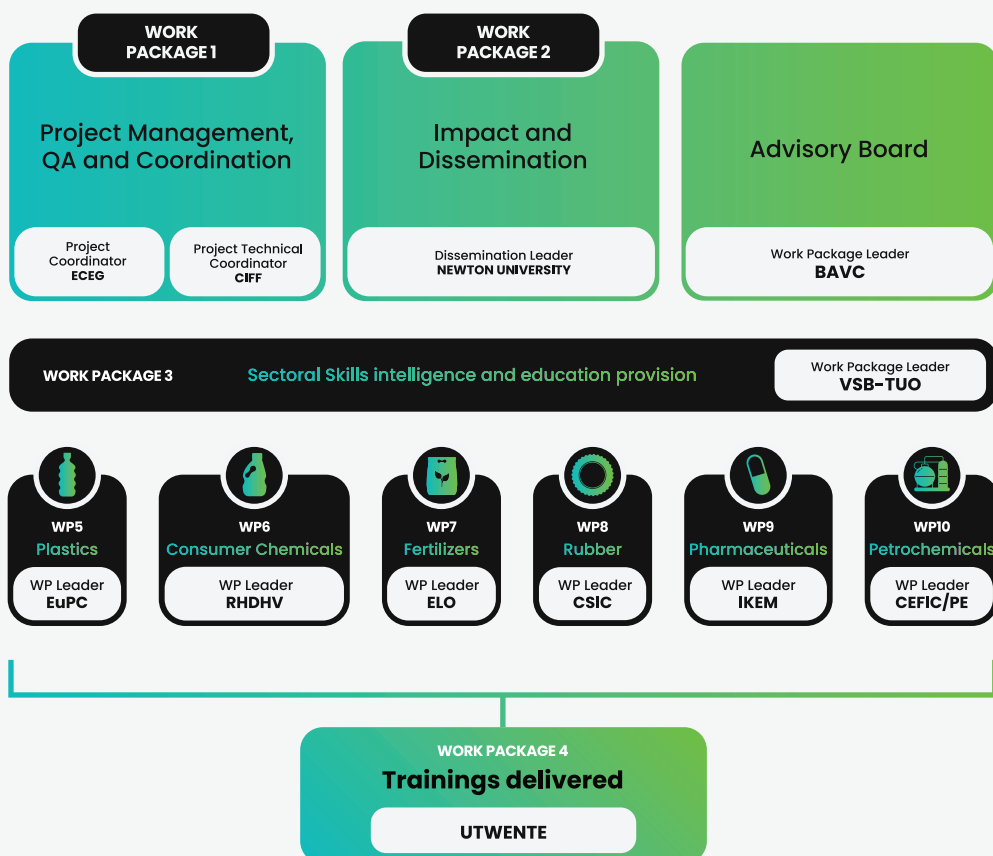 WORK
PACKAGE 1
WORK
PACKAGE 2
Project Management,
QA and Coordination
Impact and
Dissemination
Advisory Board
Project
Coordinator
ECEG
Project Technical
Coordinator
CIFF
Dissemination Leader
NEWTON UNIVERSITY
Work Package Leader
BAVC
WORK PACKAGE 3
Sectoral Skills intelligence and education provision
Work Package Leader
VSB-TUO
WP5
Plastics
WP Leader
EuPC
WP6
Consumer Chemicals
WP Leader
RHDHV
WP7
Fertilizers
WP Leader
ELO
WP8
Rubber
WP Leader
CSIC
WP9
Pharmaceuticals
WP Leader
IKEM
WP10
Petrochemicals
WP Leader
CEFIC/PE
WORK PACKAGE 4
Trainings delivered
UTWENTE